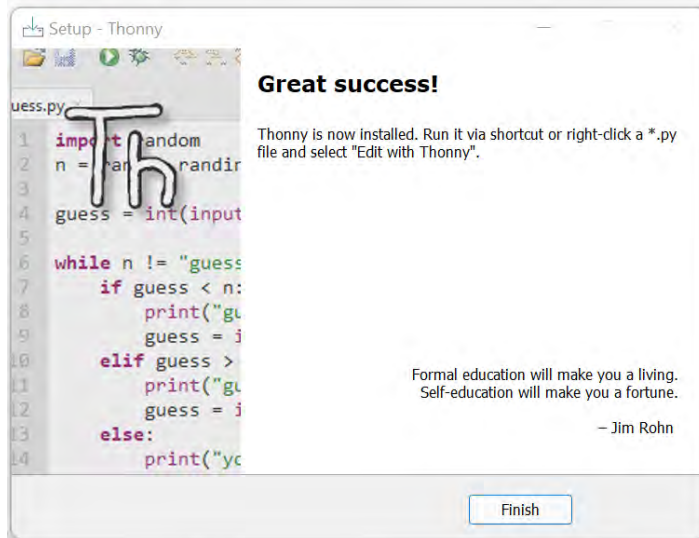 Setup - Thonny
uess.py
Th
Great success!
Thonny is now installed. Run it via shortcut or right-click a *.py
file and select "Edit with Thonny".
1 import random
2 n = randin
3
4 guess = int(input
5
6 while n != "guess
7 if guess < n:
8 print("gu
9 guess = i
10 elif guess >
11 print("gu
12 guess = i
13 else:
14 print("yo
Formal education will make you a living.
Self-education will make you a fortune.
– Jim Rohn
Finish